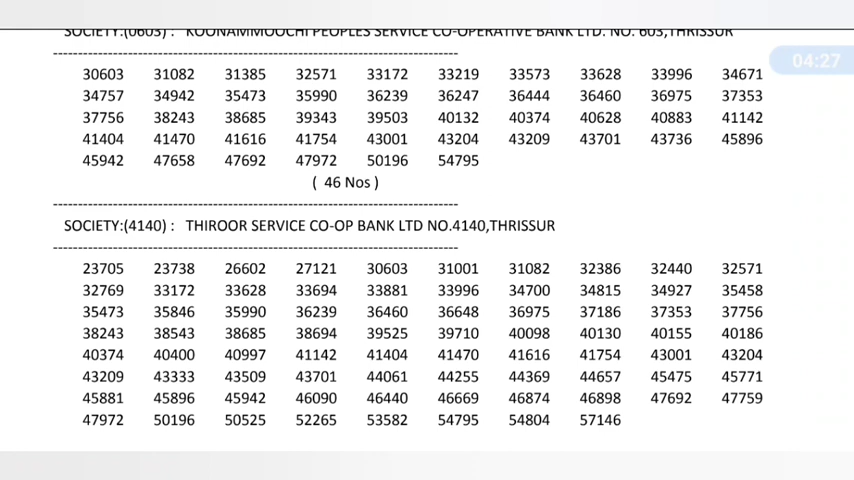 SOCIETY:(0603) : KOONAMMOOCHI PEOPLES SERVICE CO-OPERATIVE BANK LTD. NO. 603,THRISSUR
--------------------------------------------------------------------------------
04:27
30603 31082 31385 32571 33172 33219 33573 33628 33996 34671
34757 34942 35473 35990 36239 36247 36444 36460 36975 37353
37756 38243 38685 39343 39503 40132 40374 40628 40883 41142
41404 41470 41616 41754 43001 43204 43209 43701 43736 45896
45942 47658 47692 47972 50196 54795
( 46 Nos )
--------------------------------------------------------------------------------
SOCIETY:(4140) : THIROOR SERVICE CO-OP BANK LTD NO.4140,THRISSUR
--------------------------------------------------------------------------------
23705 23738 26602 27121 30603 31001 31082 32386 32440 32571
32769 33172 33628 33694 33881 33996 34700 34815 34927 35458
35473 35846 35990 36239 36460 36648 36975 37186 37353 37756
38243 38543 38685 38694 39525 39710 40098 40130 40155 40186
40374 40400 40997 41142 41404 41470 41616 41754 43001 43204
43209 43333 43509 43701 44061 44255 44369 44657 45475 45771
45881 45896 45942 46090 46440 46669 46874 46898 47692 47759
47972 50196 50525 52265 53582 54795 54804 57146